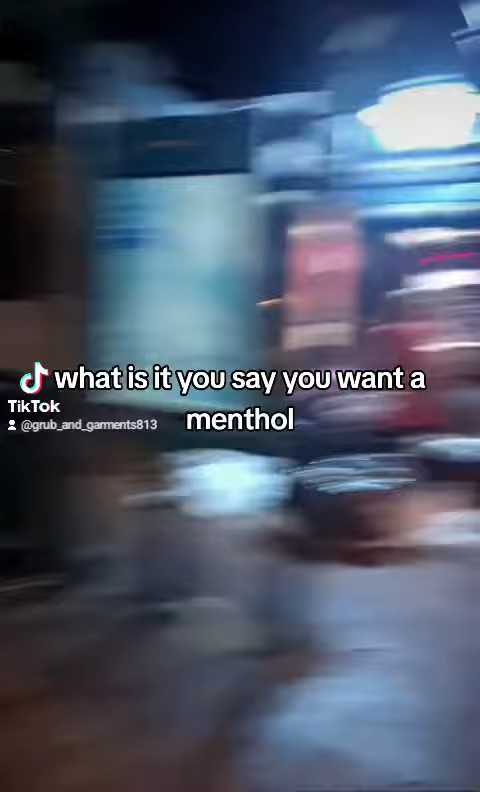 what is it you say you want a
menthol
TikTok
@grub_and_garments813